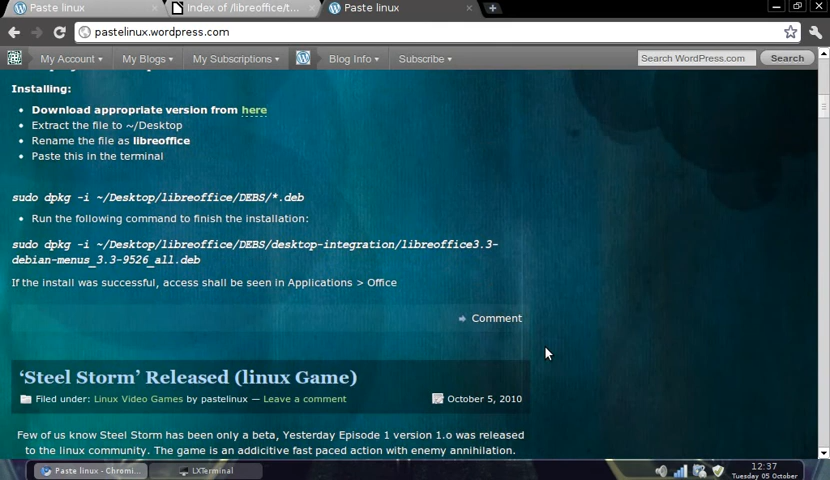 Paste linux
Index of /libreoffice/t...
Paste linux
pastelinux.wordpress.com
My Account
My Blogs
My Subscriptions
Blog Info
Subscribe
Search WordPress.com
Search
Installing:
Download appropriate version from here
Extract the file to ~/Desktop
Rename the file as libreoffice
Paste this in the terminal
sudo dpkg -i ~/Desktop/libreoffice/DEBS/*.deb
Run the following command to finish the installation:
sudo dpkg -i ~/Desktop/libreoffice/DEBS/desktop-integration/libreoffice3.3-
debian-menus_3.3-9526_all.deb
If the install was successful, access shall be seen in Applications > Office
Comment
‘Steel Storm’ Released (linux Game)
Filed under: Linux Video Games by pastelinux — Leave a comment
October 5, 2010
Few of us know Steel Storm has been only a beta, Yesterday Episode 1 version 1.o was released
to the linux community. The game is an addicitive fast paced action with enemy annihilation.
Paste linux - Chromi...
LXTerminal
12:37
Tuesday 05 October